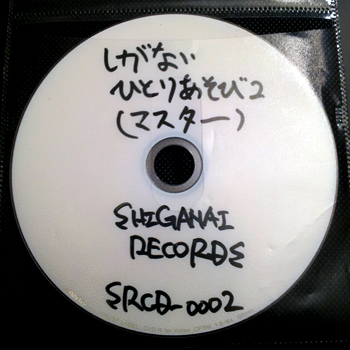 しがない
ひとりあそび2
(マスター)
SHIGANAI
RECORDS
SRCD-0002